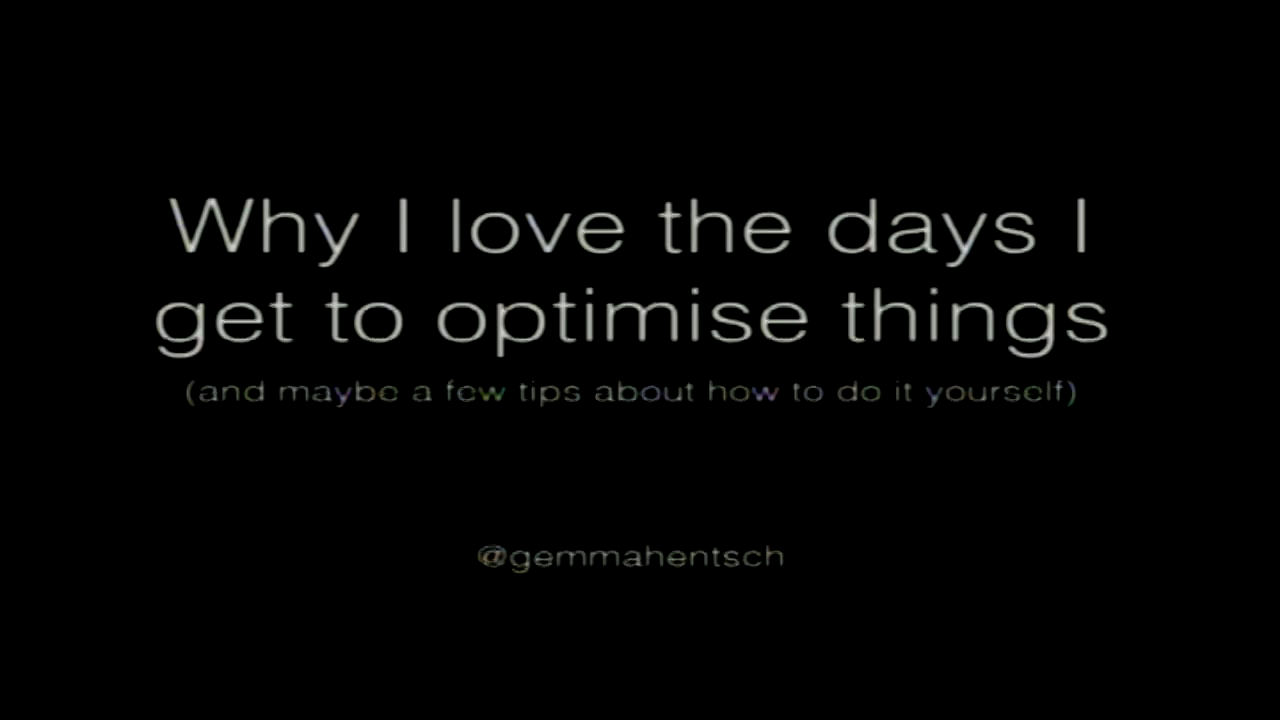 Why I love the days I
get to optimise things
(and maybe a few tips about how to do it yourself)
@gemmahentsch